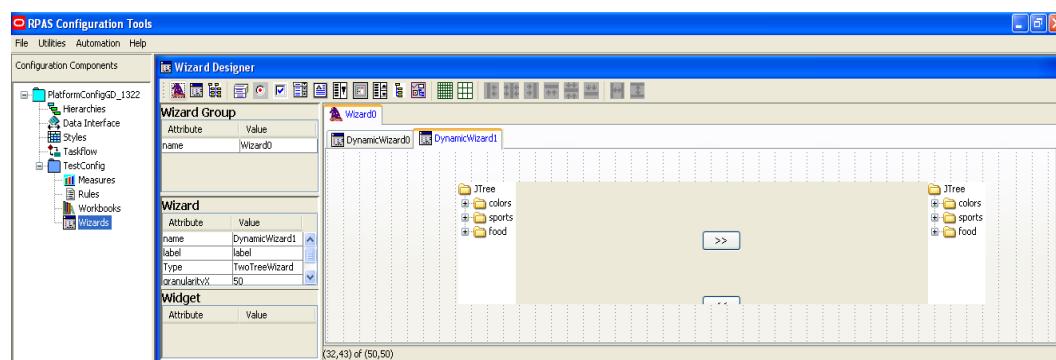 RPAS Configuration Tools
File Utilities Automation Help
Configuration Components
PlatformConfigGD_1322
Hierarchies
Data Interface
Styles
Taskflow
TestConfig
Measures
Rules
Workbooks
Wizards
Wizard Designer
Wizard Group
Attribute Value
name Wizard0
Wizard
Attribute Value
name DynamicWizard1
label label
Type TwoTreeWizard
granularityX 50
Widget
Attribute Value
Wizard0
DynamicWizard0 DynamicWizard1
JTree
colors
sports
food
>>
JTree
colors
sports
food
(32,43) of (50,50)